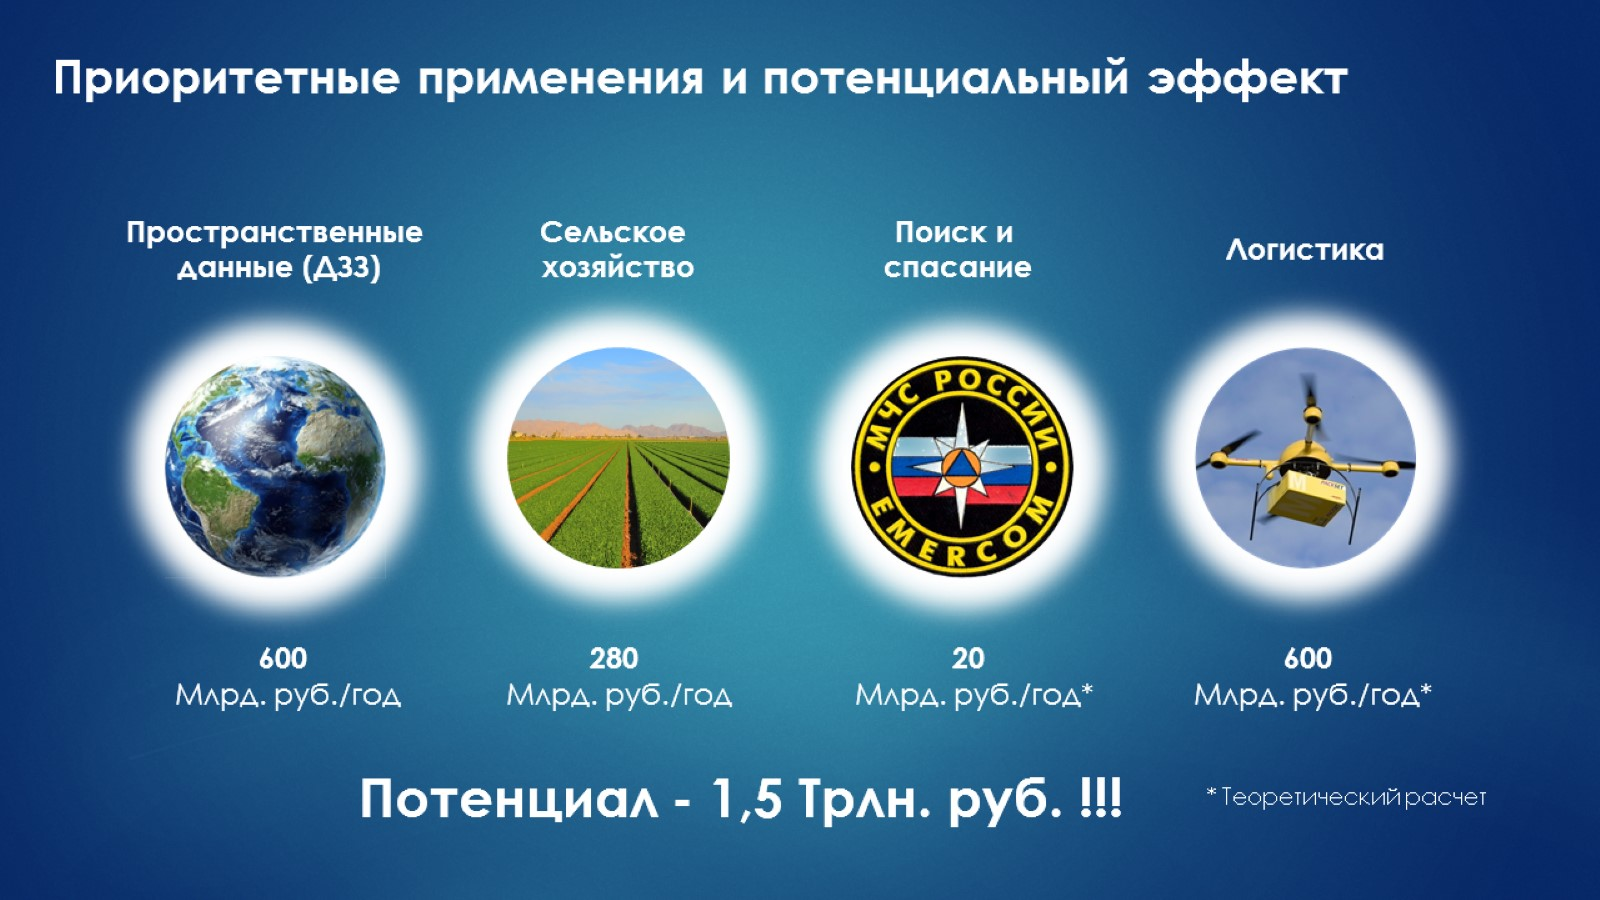 Приоритетные применения и потенциальный эффект
Пространственные
данные (ДЗЗ)
Сельское
хозяйство
Поиск и
спасание
Логистика
МЧС РОССИИ
EMERCOM
600
Млрд. руб./год
280
Млрд. руб./год
20
Млрд. руб./год*
600
Млрд. руб./год*
Потенциал - 1,5 Трлн. руб. !!!
*Теоретический расчет